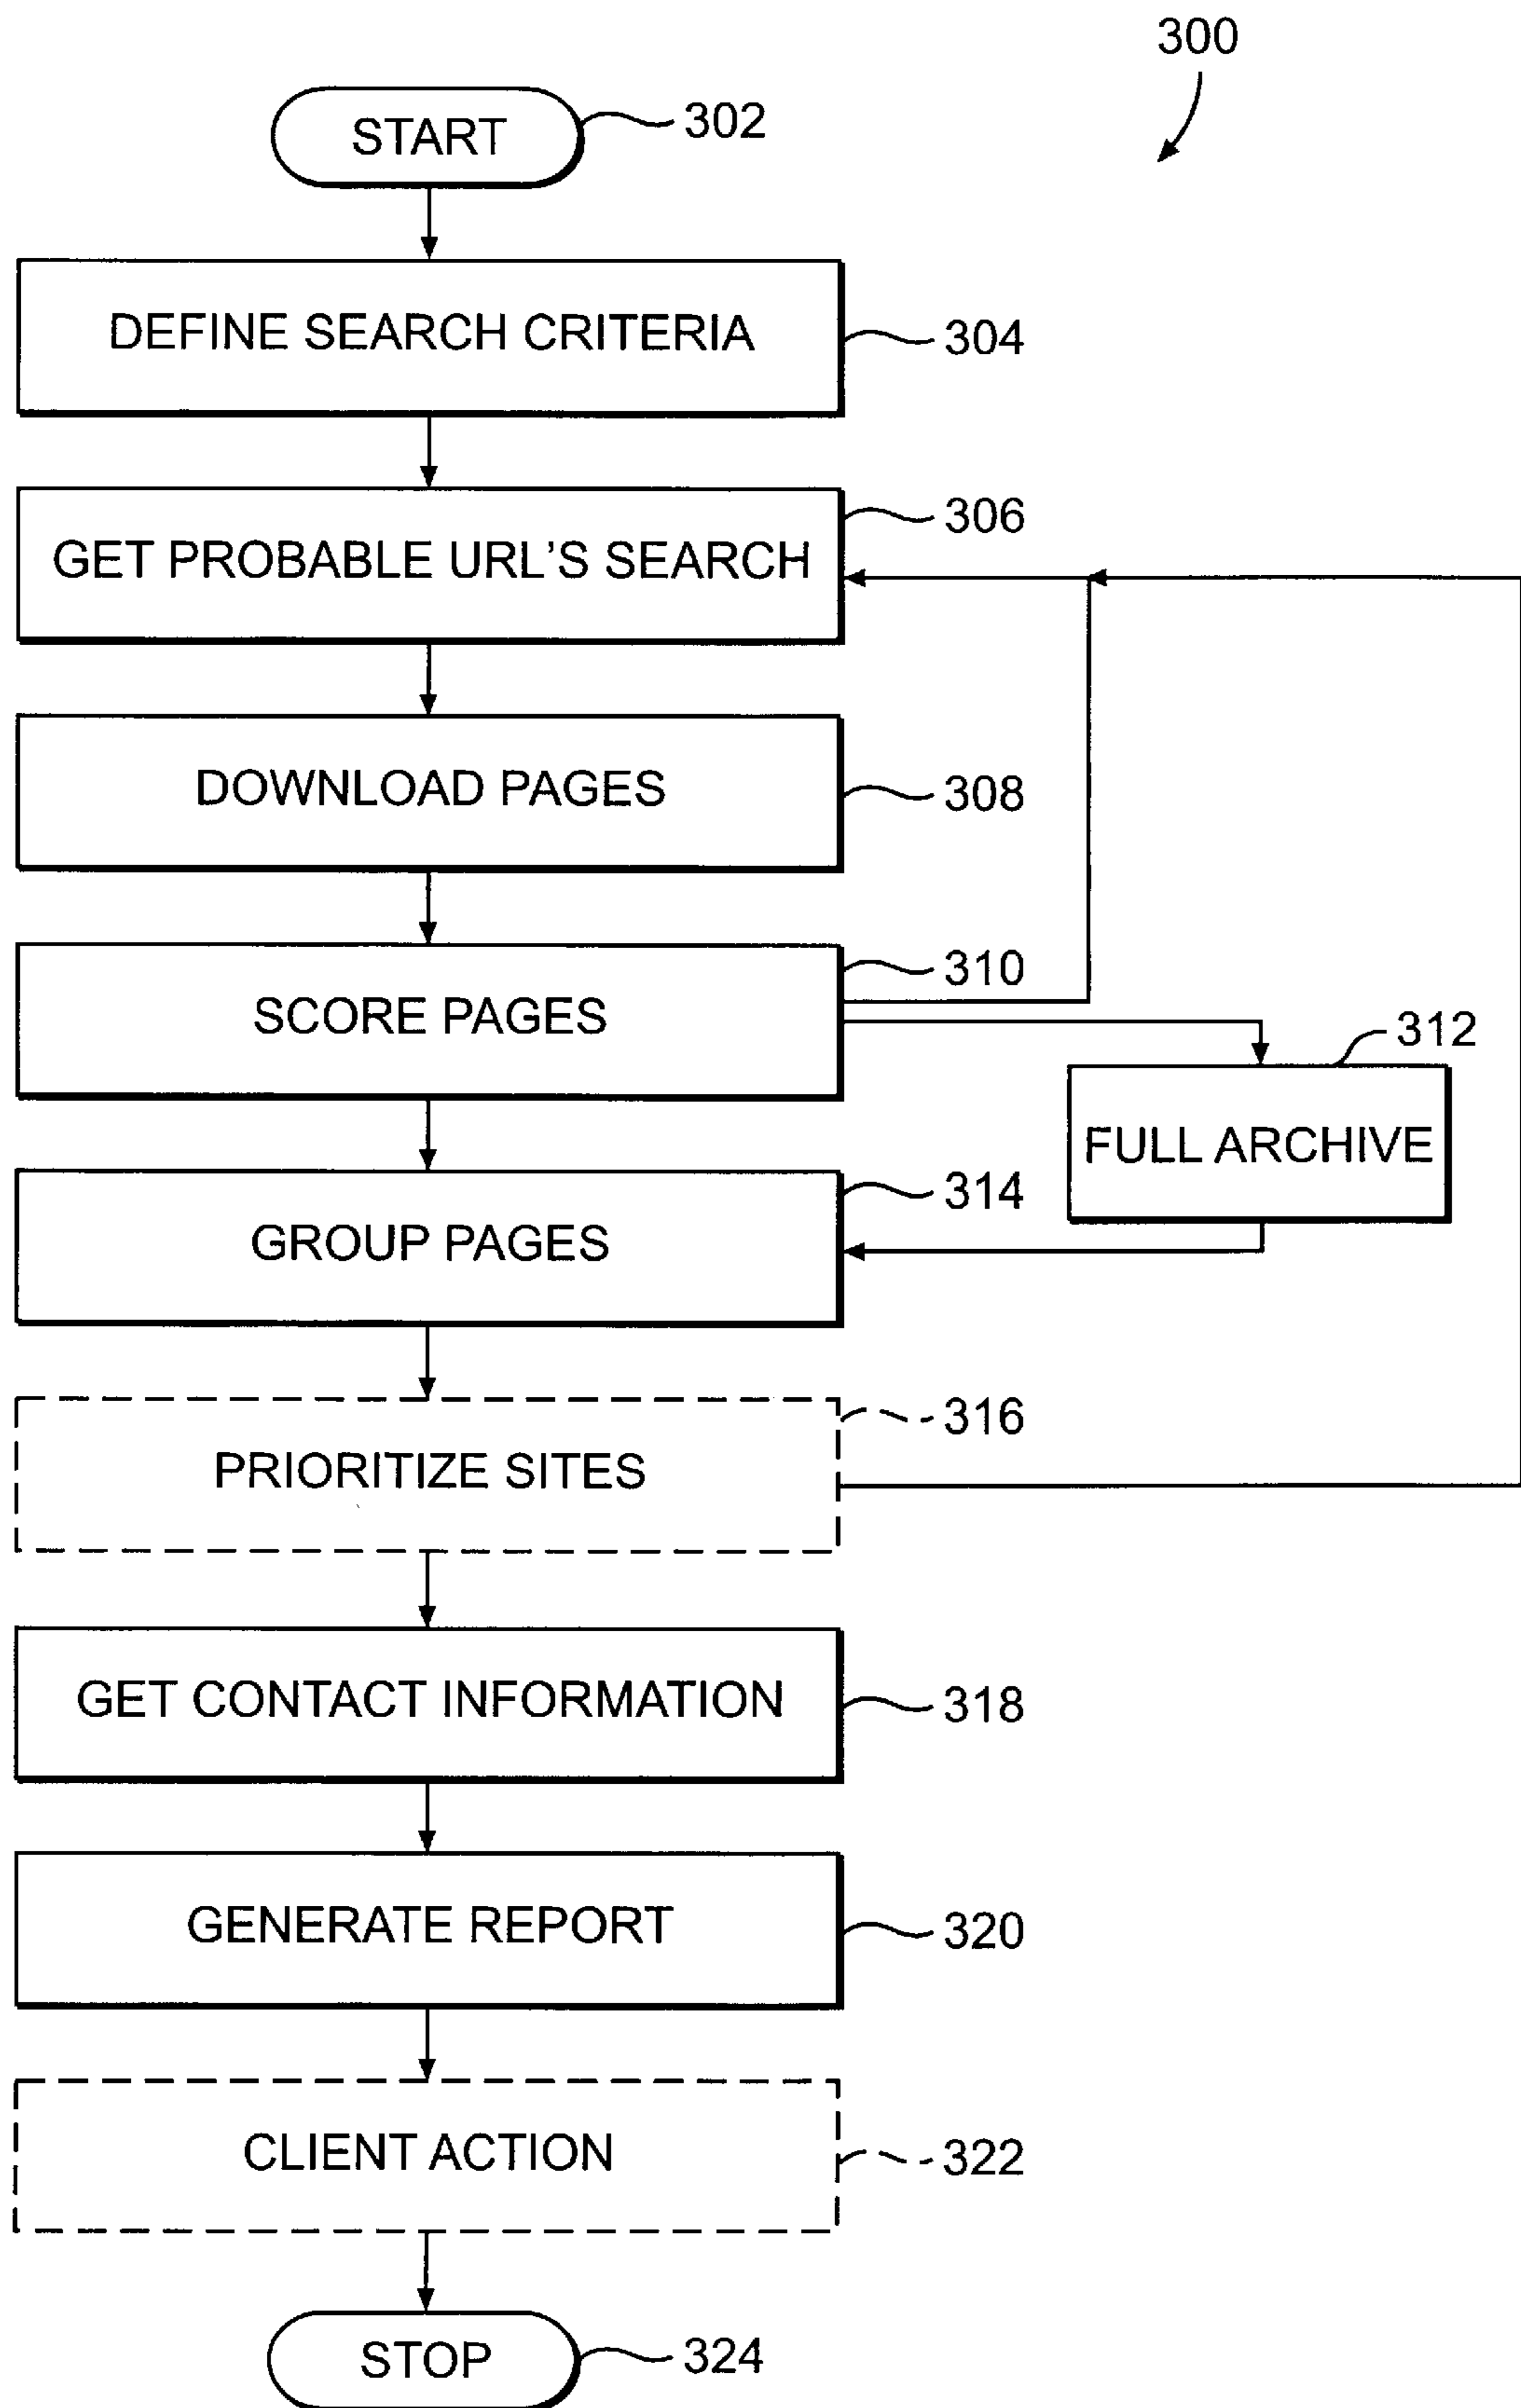 300
START
302
DEFINE SEARCH CRITERIA
304
306
GET PROBABLE URL'S SEARCH
DOWNLOAD PAGES
308
310
SCORE PAGES
312
FULL ARCHIVE
314
GROUP PAGES
316
PRIORITIZE SITES
GET CONTACT INFORMATION
318
GENERATE REPORT
320
CLIENT ACTION
322
STOP
324